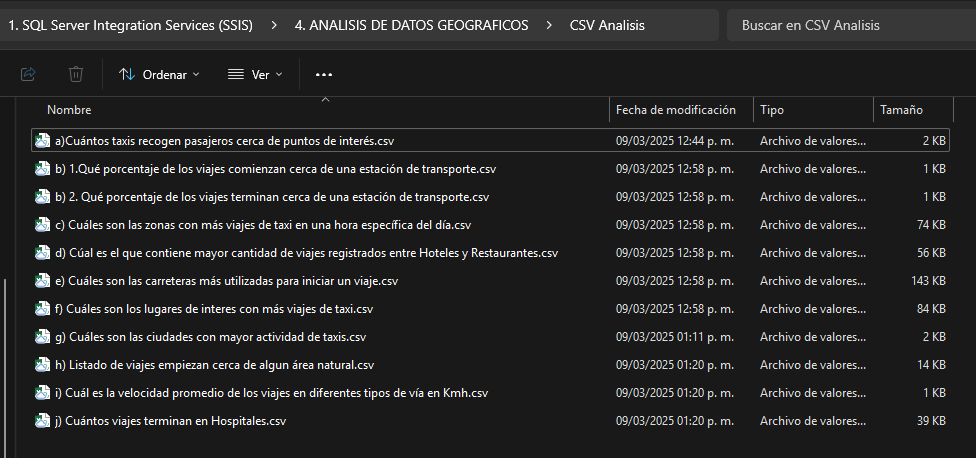 1. SQL Server Integration Services (SSIS) > 4. ANALISIS DE DATOS GEOGRAFICOS > CSV Analisis Buscar en CSV Analisis
Ordenar Ver
Nombre Fecha de modificación Tipo Tamaño
a)Cuántos taxis recogen pasajeros cerca de puntos de interés.csv 09/03/2025 12:44 p. m. Archivo de valores... 2 KB
b) 1.Qué porcentaje de los viajes comienzan cerca de una estación de transporte.csv 09/03/2025 12:58 p. m. Archivo de valores... 1 KB
b) 2. Qué porcentaje de los viajes terminan cerca de una estación de transporte.csv 09/03/2025 12:58 p. m. Archivo de valores... 1 KB
c) Cuáles son las zonas con más viajes de taxi en una hora específica del día.csv 09/03/2025 12:58 p. m. Archivo de valores... 74 KB
d) Cúal es el que contiene mayor cantidad de viajes registrados entre Hoteles y Restaurantes.csv 09/03/2025 12:58 p. m. Archivo de valores... 56 KB
e) Cuáles son las carreteras más utilizadas para iniciar un viaje.csv 09/03/2025 12:58 p. m. Archivo de valores... 143 KB
f) Cuáles son los lugares de interes con más viajes de taxi.csv 09/03/2025 12:58 p. m. Archivo de valores... 84 KB
g) Cuáles son las ciudades con mayor actividad de taxis.csv 09/03/2025 01:11 p. m. Archivo de valores... 2 KB
h) Listado de viajes empiezan cerca de algun área natural.csv 09/03/2025 01:20 p. m. Archivo de valores... 14 KB
i) Cuál es la velocidad promedio de los viajes en diferentes tipos de vía en Kmh.csv 09/03/2025 01:20 p. m. Archivo de valores... 1 KB
j) Cuántos viajes terminan en Hospitales.csv 09/03/2025 01:20 p. m. Archivo de valores... 39 KB